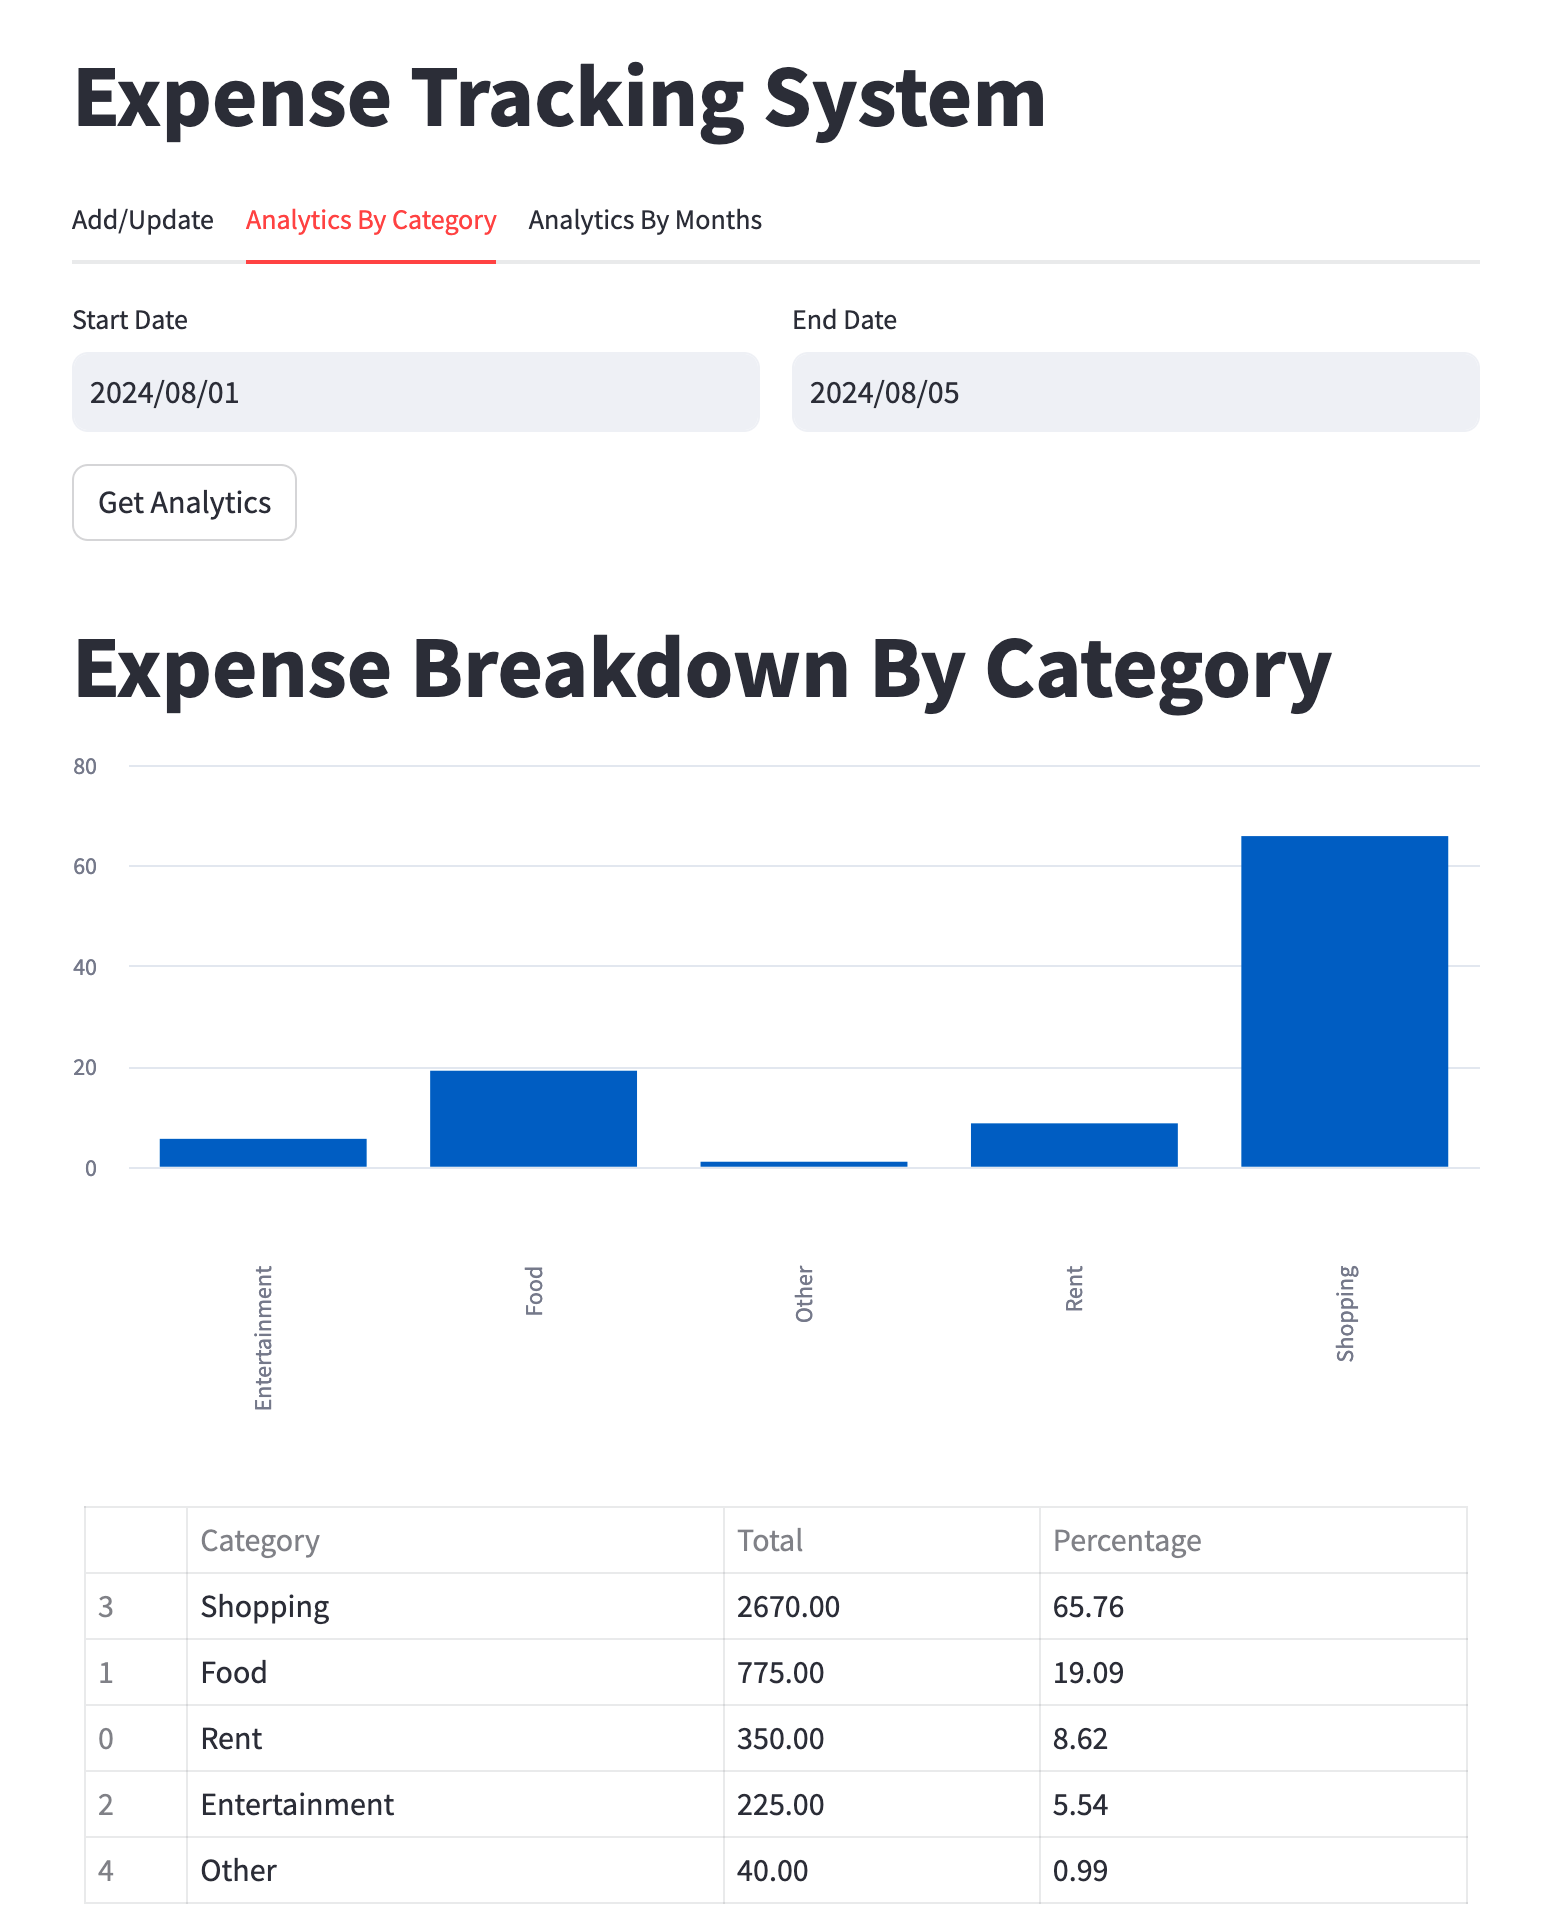 Expense Tracking System
Add/Update Analytics By Category Analytics By Months
Start Date End Date
2024/08/01 2024/08/05
Get Analytics
Expense Breakdown By Category
80
60
40
20
0
Entertainment Food Other Rent Shopping
Category Total Percentage
3 Shopping 2670.00 65.76
1 Food 775.00 19.09
0 Rent 350.00 8.62
2 Entertainment 225.00 5.54
4 Other 40.00 0.99